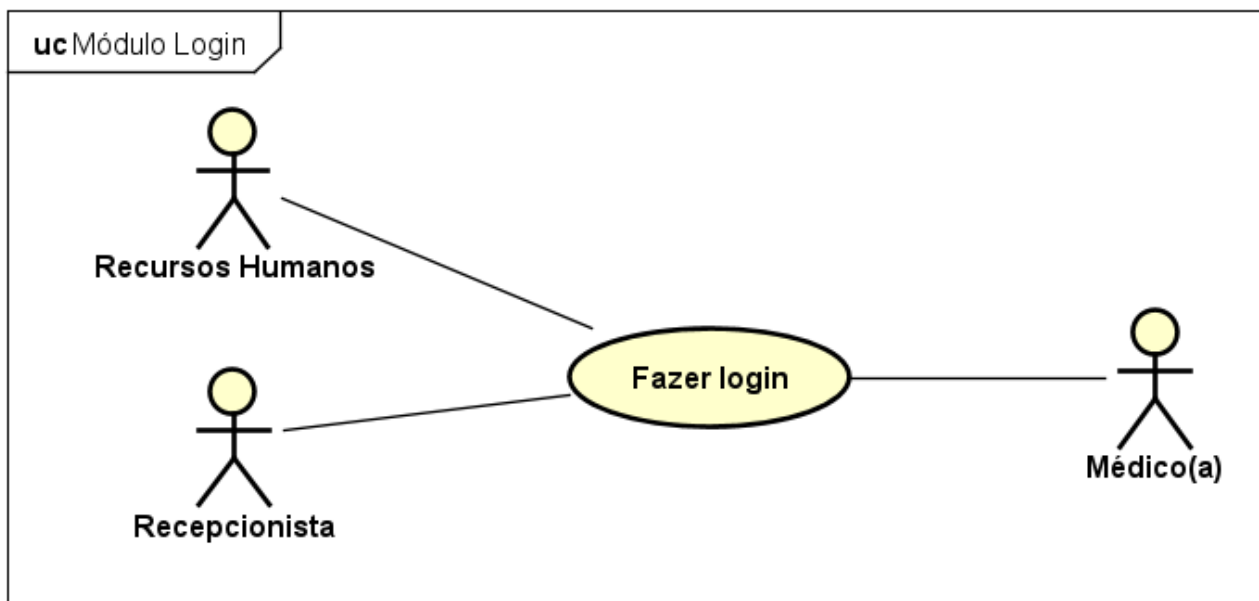 uc Módulo Login
Recursos Humanos
Fazer login
Médico(a)
Recepcionista